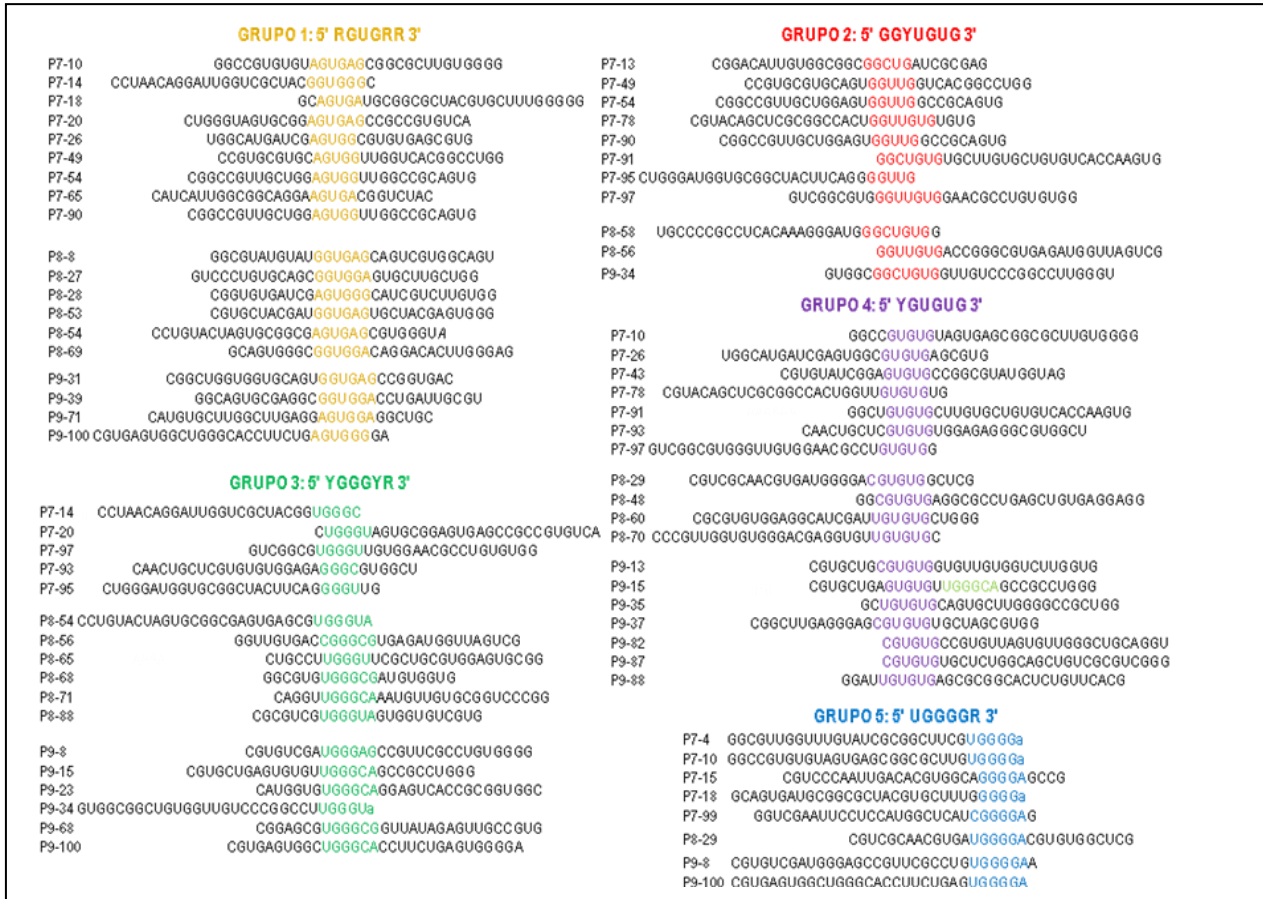 GRUPO 1: 5' RGUGRR 3'
P7-10 GGCCGUGUGUAGUGAGCGGCGCUUGUGGGG
P7-14 CCUAACAGGAUUGGUCGCUACGGUGGGC
P7-18 GCAGUGAUGCGGCGCUACGUGCUUUGGGGG
P7-20 CUGGGUAGUGCGGAGUGAGCCGCCGUGUCA
P7-26 UGGCAUGAUCGAGUGGCGUGUGAGCGUG
P7-49 CCGUGCGUGCAGUGGUUGGUCACGGCCUGG
P7-54 CGGCCGUUGCUGGAGUGGUUGGCCGCAGUG
P7-65 CAUCAUUGGCGGCAGGAAGUGACGGUCUAC
P7-90 CGGCCGUUGCUGGAGUGGUUGGCCGCAGUG
P8-8 GGCGUAUGUAUGGUGAGCAGUCGUGGCAGU
P8-27 GUCCCUGUGCAGCGGUGGAGUGCUUGCUGG
P8-28 CGGUGUGAUCGAGUGGGCAUCGUCUUGUGG
P8-53 CGUGCUACGAUGGUGAGUGCUACGAGUGGG
P8-54 CCUGUACUAGUGCGGCGAGUGAGCGUGGGUA
P8-69 GCAGUGGGCGGUGGACAGGACACUUGGGAG
P9-31 CGGCUGGUGGUGCAGUGGUGAGCCGGUGAC
P9-39 GGCAGUGCGAGGCGGUGGACCUGAUUGCGU
P9-71 CAUGUGCUUGGCUUGAGGAGUGGAGGCUGC
P9-100 CGUGAGUGGCUGGGCACCUUCUGAGUGGGGA
GRUPO 3: 5' YGGGYR 3'
P7-14 CCUAACAGGAUUGGUCGCUACGGUGGGC
P7-20 CUGGGUAGUGCGGAGUGAGCCGCCGUGUCA
P7-97 GUCGGCGUGGGUUGUGGAACGCCUGUGUGG
P7-93 CAACUGCUCGUGUGUGGAGAGGGCGUGGCU
P7-95 CUGGGAUGGUGCGGCUACUUCAGGGGUUG
P8-54 CCUGUACUAGUGCGGCGAGUGAGCGUGGGUA
P8-56 GGUUGUGACCGGGCGUGAGAUGGUUAGUCG
P8-65 CUGCCUUGGGUUCGCUGCGUGGAGUGCGG
P8-68 GGCGUGUGGGCGAUGUGGUG
P8-71 CAGGUUGGGCAAAUGUUGUGCGGUCCCGG
P8-88 CGCGUCGUGGGUAGUGGUGUCGUG
P9-8 CGUGUCGAUGGGAGCCGUUCGCCUGUGGGG
P9-15 CGUGCUGAGUGUGUUGGGCAGCCGCCUGGG
P9-23 CAUGGUGUGGGCAGGAGUCACCGCGGUGGC
P9-34 GUGGCGGCUGUGGUUGUCCCGGCCUUGGGUa
P9-68 CGGAGCGUGGGCGGUUAUAGAGUUGCCGUG
P9-100 CGUGAGUGGCUGGGCACCUUCUGAGUGGGGA
GRUPO 2: 5' GGYUGUG 3'
P7-13 CGGACAUUGUGGCGGCGGCUGAUCGCGAG
P7-49 CCGUGCGUGCAGUGGUUGGUCACGGCCUGG
P7-54 CGGCCGUUGCUGGAGUGGUUGGCCGCAGUG
P7-78 CGUACAGCUCGCGGCCACUGGUUGUGUGUG
P7-90 CGGCCGUUGCUGGAGUGGUUGGCCGCAGUG
P7-91 GGCUGUGUGCUUGUGCUGUGUCACCAAGUG
P7-95 CUGGGAUGGUGCGGCUACUUCAGGGGUUG
P7-97 GUCGGCGUGGGUUGUGGAACGCCUGUGUGG
P8-58 UGCCCCGCCUCACAAAGGGAUGGGCUGUGG
P8-56 GGUUGUGACCGGGCGUGAGAUGGUUAGUCG
P9-34 GUGGCGGCUGUGGUUGUCCCGGCCUUGGGU
GRUPO 4: 5' YGUGUG 3'
P7-10 GGCCGUGUGUAGUGAGCGGCGCUUGUGGGG
P7-26 UGGCAUGAUCGAGUGGCGUGUGAGCGUG
P7-43 CGUGUAUCGGAGUGUGCCGGCGUAUGGUAG
P7-78 CGUACAGCUCGCGGCCACUGGUUGUGUGUG
P7-91 GGCUGUGUGCUUGUGCUGUGUCACCAAGUG
P7-93 CAACUGCUCGUGUGUGGAGAGGGCGUGGCU
P7-97 GUCGGCGUGGGUUGUGGAACGCCUGUGUGG
P8-29 CGUCGCAACGUGAUGGGGACGUGUGGCUCG
P8-48 GGCGUGUGAGGCGCCUGAGCUGUGAGGAGG
P8-60 CGCGUGUGGAGGCAUCGAUUGUGUGCUGGG
P8-70 CCCGUUGGUGUGGGACGAGGUGUUGUGUGC
P9-13 CGUGCUGCGUGUGGUGUUGUGGUCUUGGUG
P9-15 CGUGCUGAGUGUGUUGGGCAGCCGCCUGGG
P9-35 GCUGUGUGCAGUGCUUGGGGCCGCUGG
P9-37 CGGCUUGAGGGAGCGUGUGUGCUAGCGUGG
P9-82 CGUGUGCCGUGUUAGUGUUGGGCUGCAGGU
P9-87 CGUGUGUGCUCUGGCAGCUGUCGCGUCGGG
P9-88 GGAUUGUGUGAGCGCGGCACUCUGUUCACG
GRUPO 5: 5' UGGGGR 3'
P7-4 GGCGUUGGUUUGUAUCGCGGCUUCGUGGGGa
P7-10 GGCCGUGUGUAGUGAGCGGCGCUUGUGGGGa
P7-15 CGUCCCAAUUGACACGUGGCAGGGGAGCCG
P7-18 GCAGUGAUGCGGCGCUACGUGCUUUGGGGGa
P7-99 GGUCGAAUUCCUCCAUGGCUCAUCGGGGAG
P8-29 CGUCGCAACGUGAUGGGGACGUGUGGCUCG
P9-8 CGUGUCGAUGGGAGCCGUUCGCCUGUGGGGAA
P9-100 CGUGAGUGGCUGGGCACCUUCUGAGUGGGGA